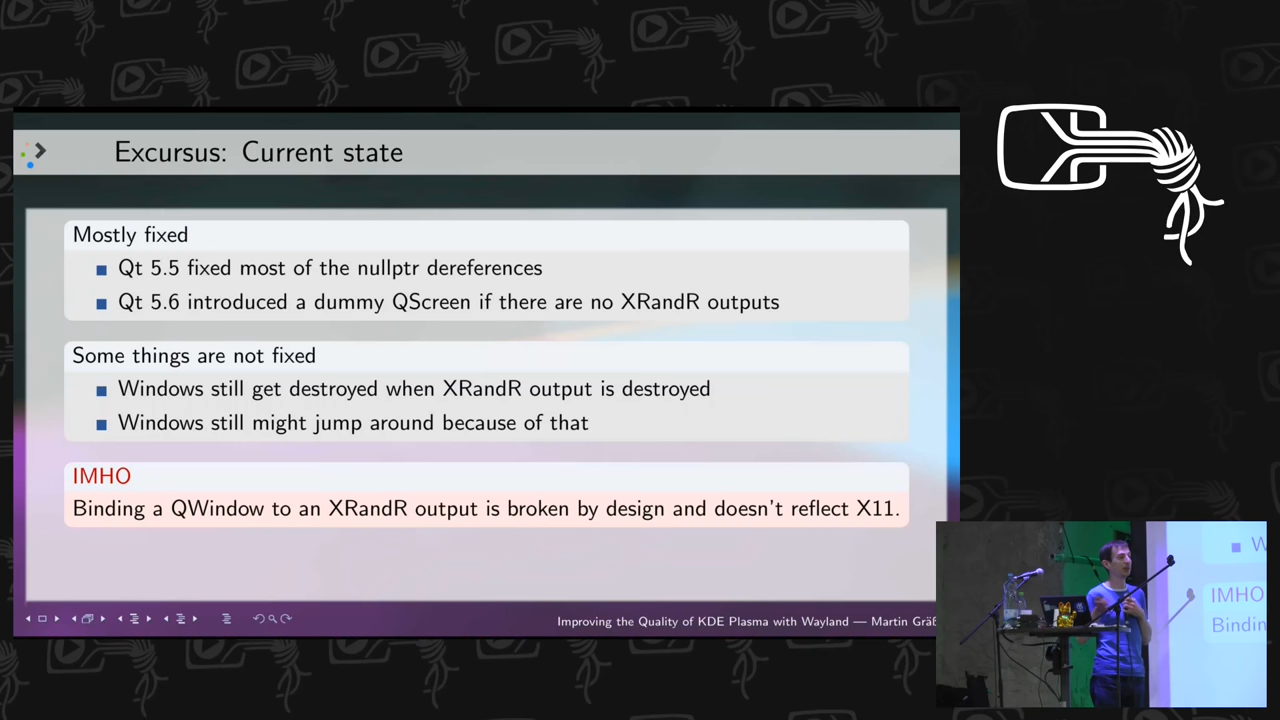 Excursus: Current state
Mostly fixed
Qt 5.5 fixed most of the nullptr dereferences
Qt 5.6 introduced a dummy QScreen if there are no XRandR outputs
Some things are not fixed
Windows still get destroyed when XRandR output is destroyed
Windows still might jump around because of that
IMHO
Binding a QWindow to an XRandR output is broken by design and doesn't reflect X11.
Improving the Quality of KDE Plasma with Wayland — Martin Gräß
W
IMHO
Bindin